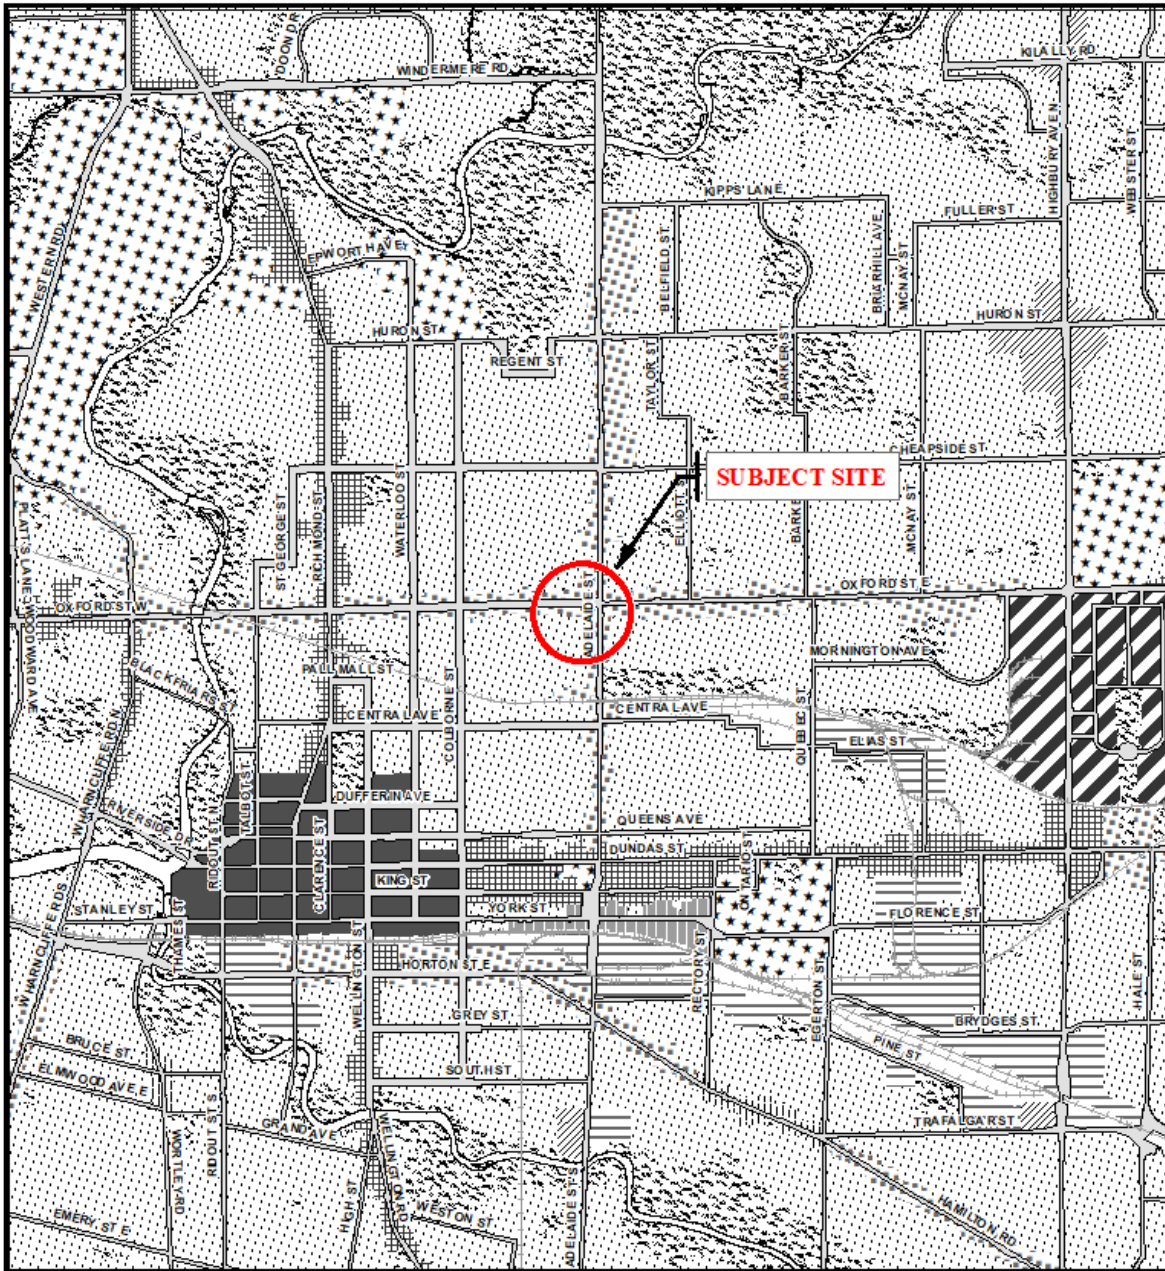 DOON DR
WINDERMERE RD
KILALLY RD
HIGHBURY AVE N
WEBSTER ST
KIPPS LANE
FULLER ST
WESTERN RD
EPWORTH AVE
BELFIELD ST
BRIARHILL AVE
MCNAY ST
HURON ST
HURON ST
REGENT ST
TAYLOR ST
BARKER ST
CHEAPSIDE ST
SUBJECT SITE
PLATT'S LANE
WOODWARD AVE
ST GEORGE ST
RICHMOND ST
WATERLOO ST
ELLIOTT ST
BARKE
MCNAY ST
OXFORD ST W
ADELAIDE ST
OXFORD ST E
BLACKFRIARS ST
PALL MALL ST
MORNINGTON AVE
CENTRAL AVE
COLBORNE ST
CENTRAL AVE
QUEBEC ST
ELIAS ST
WHARNCLIFFE RD
TALBOT ST
DUFFERIN AVE
RIVERSIDE DR
QUEENS AVE
RIDOUT ST N
CLARENCE ST
DUNDAS ST
ONTARIO ST
KING ST
STANLEY ST
YORK ST
FLORENCE ST
WHARNCLIFFE RD S
THAMES ST
WELLINGTON ST
HORTON ST E
RECTORY ST
EGERTON ST
HALE ST
GREY ST
BRYDGES ST
BRUCE ST
PINE ST
ELMWOOD AVE E
SOUTH ST
GRAND AVE
TRAFALGAR ST
WORTLEY RD
RIDOUT ST S
WELLINGTON RD
HIGH ST
EMERY ST E
WESTON ST
ADELAIDE ST S
HAMILTON RD